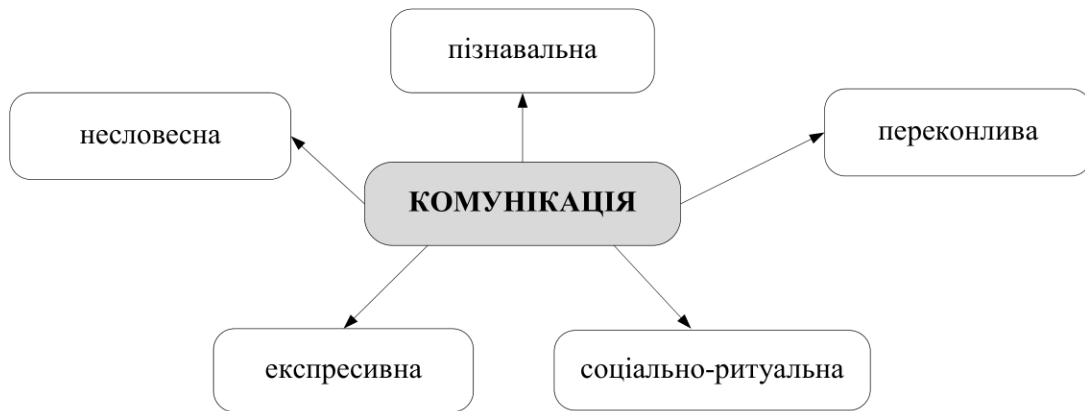 пізнавальна
несловесна
переконлива
КОМУНІКАЦІЯ
експресивна
соціально-ритуальна